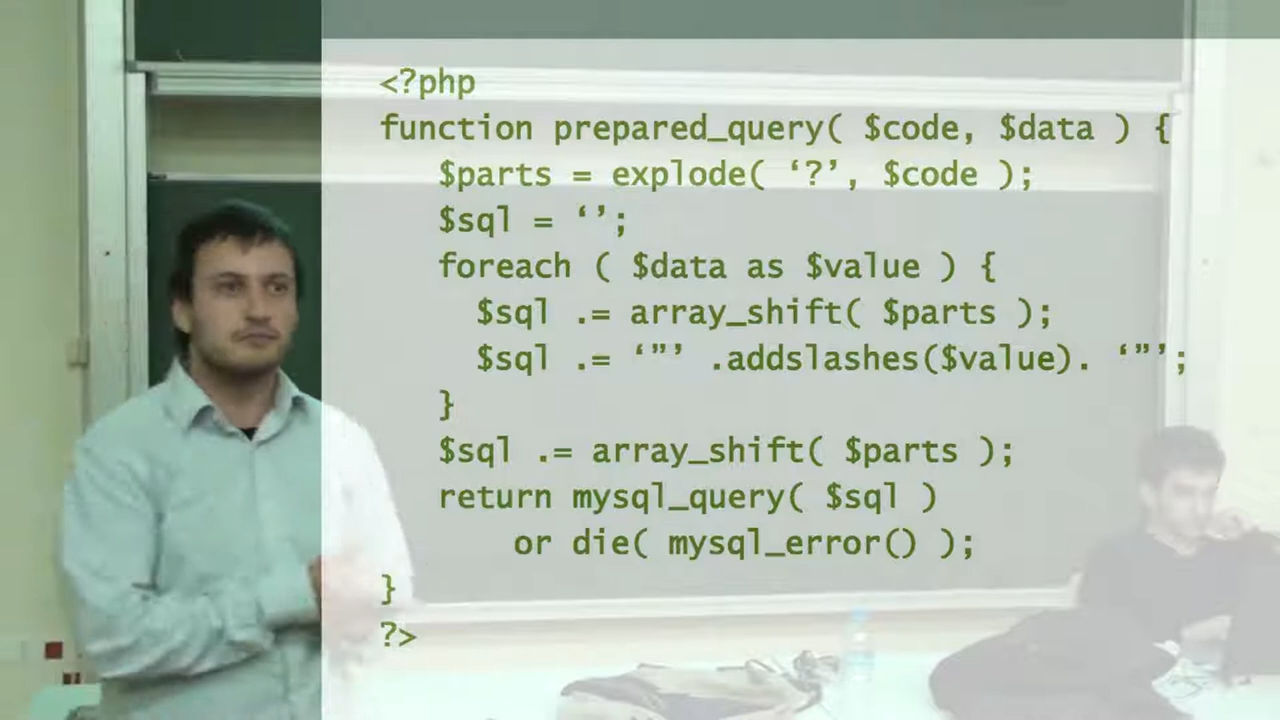 <?php
function prepared_query( $code, $data ) {
$parts = explode( ‘?’, $code );
$sql = ‘’;
foreach ( $data as $value ) {
$sql .= array_shift( $parts );
$sql .= ‘”’ .addslashes($value). ‘”’;
}
$sql .= array_shift( $parts );
return mysql_query( $sql )
or die( mysql_error() );
}
?>